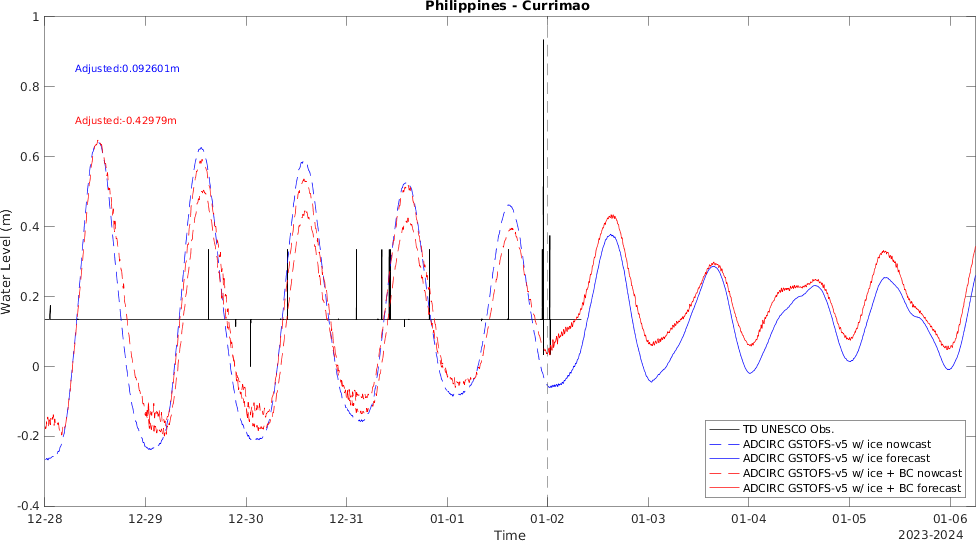 Philippines - Currimao
Adjusted:0.092601m
Adjusted:-0.42979m
Water Level (m)
1
0.8
0.6
0.4
0.2
0
-0.2
-0.4
12-28
12-29
12-30
12-31
01-01
01-02
01-03
01-04
01-05
01-06
Time
2023-2024
TD UNESCO Obs.
ADCIRC GSTOFS-v5 w/ ice nowcast
ADCIRC GSTOFS-v5 w/ ice forecast
ADCIRC GSTOFS-v5 w/ ice + BC nowcast
ADCIRC GSTOFS-v5 w/ ice + BC forecast